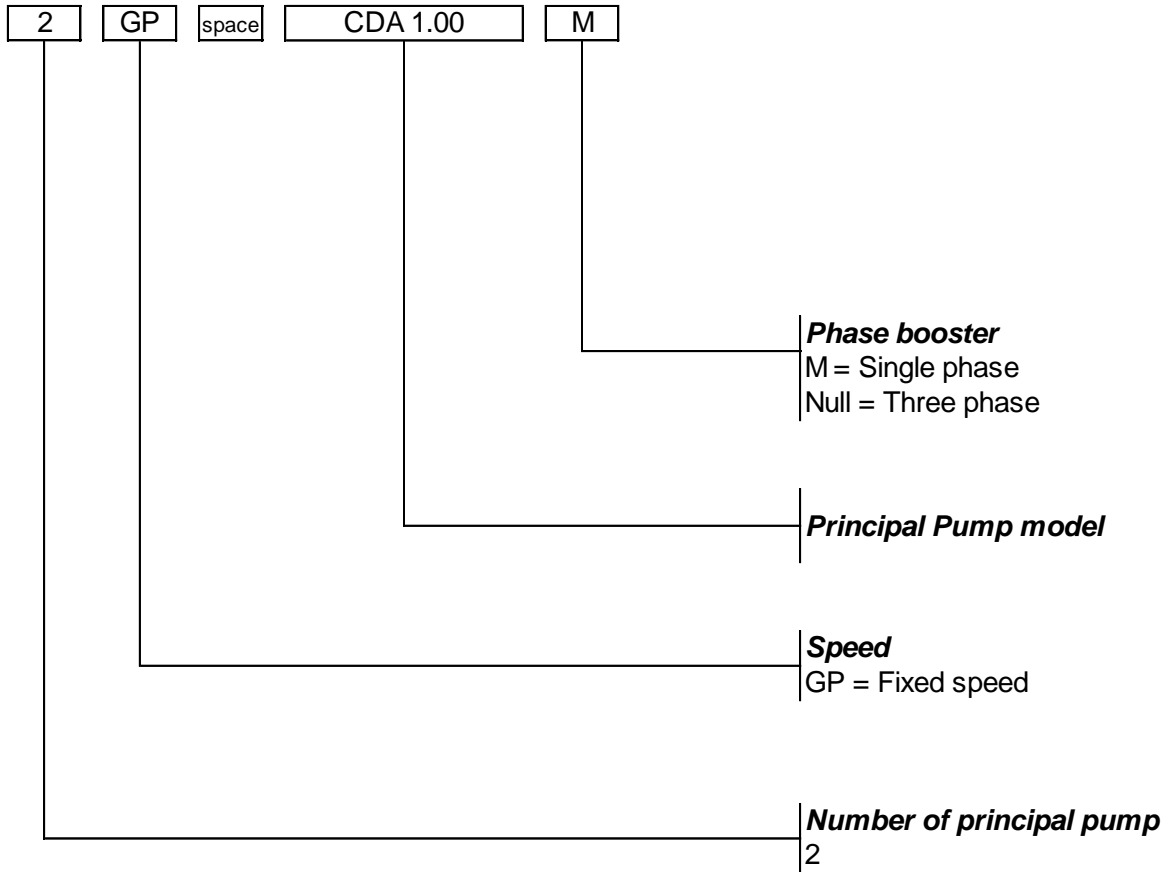 2 GP space CDA 1.00 M
Phase booster
M = Single phase
Null = Three phase
Principal Pump model
Speed
GP = Fixed speed
Number of principal pump
2